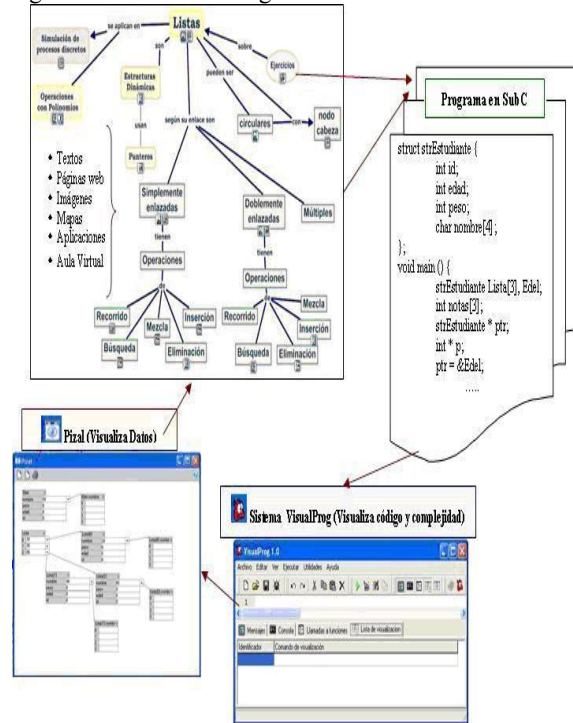 Listas
se aplican en
Simulación de
procesos discretos
son
sobre
Ejercicios
Operaciones
con Polinomios
Estructuras
Dinámicas
pueden ser
usan
según su enlace son
circulares
con
nodo
cabeza
Punteros
• Textos
• Páginas web
• Imágenes
• Mapas
• Aplicaciones
• Aula Virtual
Simplemente
enlazadas
Doblemente
enlazadas
Múltiples
tienen
tienen
Operaciones
Operaciones
de
de
Recorrido
Inserción
Mezcla
Búsqueda
Eliminación
Recorrido
Mezcla
Inserción
Búsqueda
Eliminación
Programa en SubC
struct strEstudiante {
int id;
int edad;
int peso;
char nombre[4] ;
};
void main () {
strEstudiante Lista[3], Edel;
int notas[3];
strEstudiante * ptr;
int * p;
ptr = &Edel;
.....
Pizal (Visualiza Datos)
Sistema VisualProg (Visualiza código y complejidad)
VisualProg 1.0
Archivo Editar Ver Ejecutar Utilidades Ayuda
1
Mensajes Consola Llamadas a funciones Lista de visualizacion
Identificador Comando de visualización